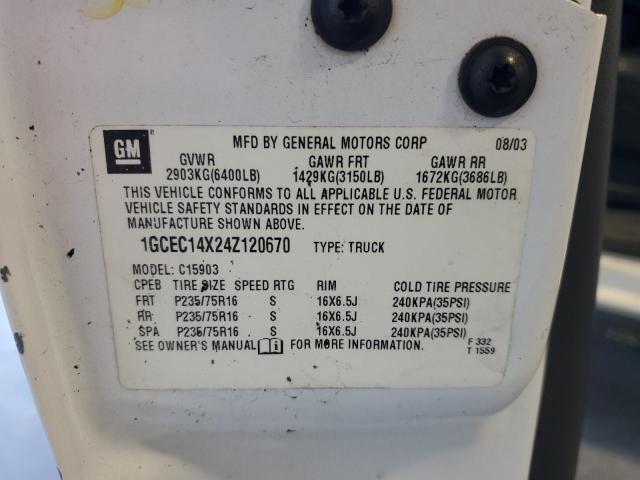 GM MFD BY GENERAL MOTORS CORP 08/03
GVWR GAWR FRT GAWR RR
2903KG(6400LB) 1429KG(3150LB) 1672KG(3686LB)
THIS VEHICLE CONFORMS TO ALL APPLICABLE U.S. FEDERAL MOTOR
VEHICLE SAFETY STANDARDS IN EFFECT ON THE DATE OF
MANUFACTURE SHOWN ABOVE.
1GCEC14X24Z120670 TYPE: TRUCK
MODEL: C15903
CPEB TIRE SIZE SPEED RTG RIM COLD TIRE PRESSURE
FRT P235/75R16 S 16X6.5J 240KPA(35PSI)
RR P235/75R16 S 16X6.5J 240KPA(35PSI)
SPA P235/75R16 S 16X6.5J 240KPA(35PSI)
SEE OWNER'S MANUAL FOR MORE INFORMATION. F 332
T 1559